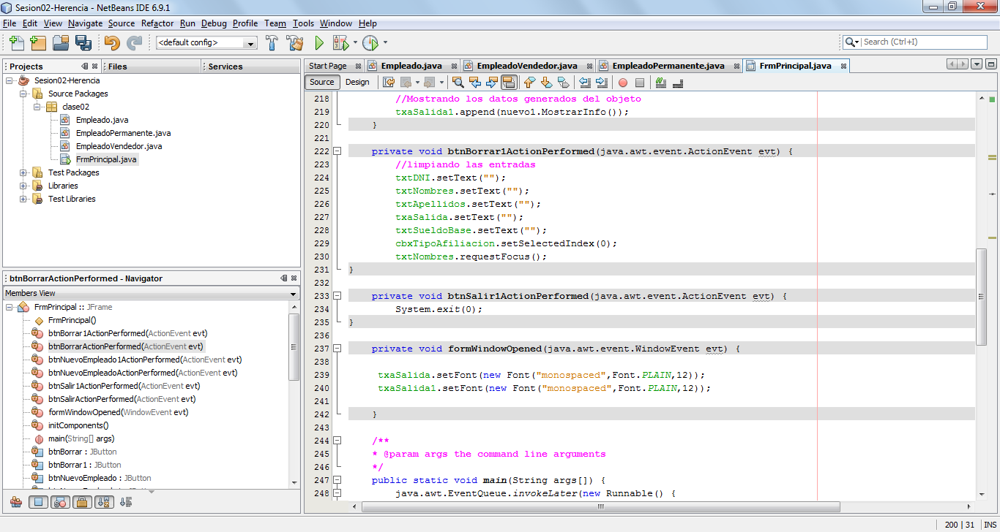 Sesion02-Herencia - NetBeans IDE 6.9.1
File Edit View Navigate Source Refactor Run Debug Profile Team Tools Window Help
<default config>
Search (Ctrl+I)
Projects
Files
Services
Sesion02-Herencia
Source Packages
clase02
Empleado.java
EmpleadoPermanente.java
EmpleadoVendedor.java
FrmPrincipal.java
Test Packages
Libraries
Test Libraries
btnBorrarActionPerformed - Navigator
Members View
FrmPrincipal :: JFrame
FrmPrincipal()
btnBorrar1ActionPerformed(ActionEvent evt)
btnBorrarActionPerformed(ActionEvent evt)
btnNuevoEmpleado1ActionPerformed(ActionEvent evt)
btnNuevoEmpleadoActionPerformed(ActionEvent evt)
btnSalir1ActionPerformed(ActionEvent evt)
btnSalirActionPerformed(ActionEvent evt)
formWindowOpened(WindowEvent evt)
initComponents()
main(String[] args)
btnBorrar : JButton
btnBorrar1 : JButton
btnNuevoEmpleado : JButton
Start Page Empleado.java EmpleadoVendedor.java EmpleadoPermanente.java FrmPrincipal.java
Source Design
218 //Mostrando los datos generados del objeto
219 txaSalida1.append(nuevo1.MostrarInfo());
220 }
221
222 private void btnBorrar1ActionPerformed(java.awt.event.ActionEvent evt) {
223 //limpiando las entradas
224 txtDNI.setText("");
225 txtNombres.setText("");
226 txtApellidos.setText("");
227 txaSalida.setText("");
228 txtSueldoBase.setText("");
229 cbxTipoAfiliacion.setSelectedIndex(0);
230 txtNombres.requestFocus();
231 }
232
233 private void btnSalir1ActionPerformed(java.awt.event.ActionEvent evt) {
234 System.exit(0);
235 }
236
237 private void formWindowOpened(java.awt.event.WindowEvent evt) {
238
239 txaSalida.setFont(new Font("monospaced",Font.PLAIN,12));
240 txaSalida1.setFont(new Font("monospaced",Font.PLAIN,12));
241
242 }
243
244 /**
245 * @param args the command line arguments
246 */
247 public static void main(String args[]) {
248 java.awt.EventQueue.invokeLater(new Runnable() {
200 | 31 INS